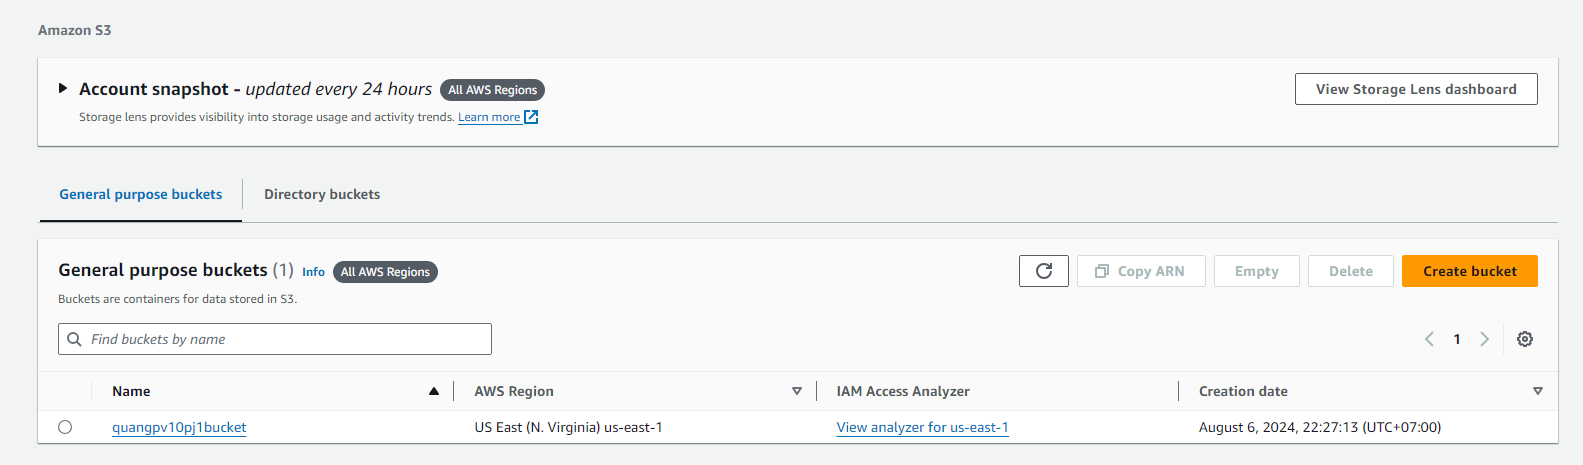 Amazon S3
Account snapshot - updated every 24 hours All AWS Regions
View Storage Lens dashboard
Storage lens provides visibility into storage usage and activity trends. Learn more
General purpose buckets Directory buckets
General purpose buckets (1) Info All AWS Regions
Copy ARN Empty Delete Create bucket
Buckets are containers for data stored in S3.
Find buckets by name
1
Name AWS Region IAM Access Analyzer Creation date
quangpv10pj1bucket US East (N. Virginia) us-east-1 View analyzer for us-east-1 August 6, 2024, 22:27:13 (UTC+07:00)